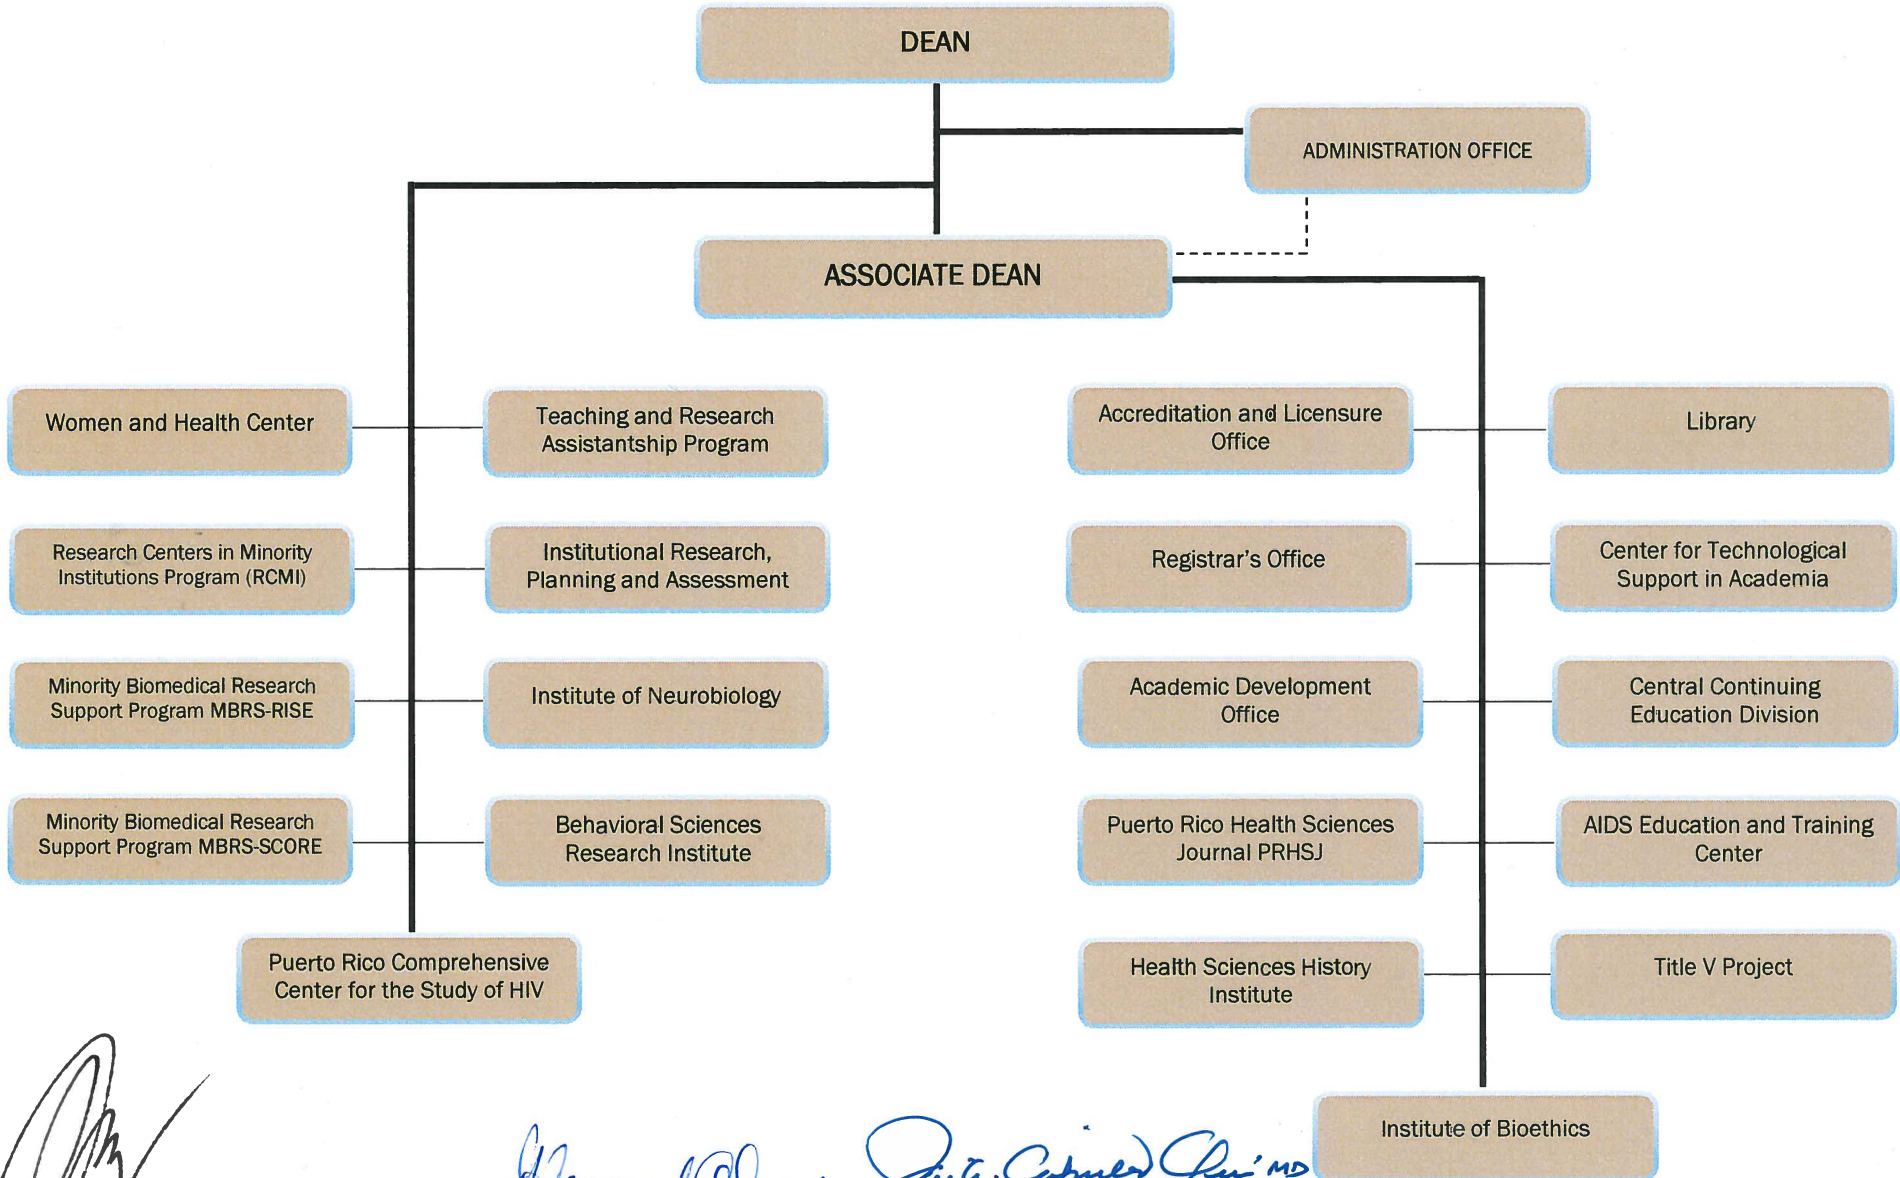 DEAN
ADMINISTRATION OFFICE
ASSOCIATE DEAN
Women and Health Center
Teaching and Research
Assistantship Program
Accreditation and Licensure
Office
Library
Research Centers in Minority
Institutions Program (RCMI)
Institutional Research,
Planning and Assessment
Registrar's Office
Center for Technological
Support in Academia
Minority Biomedical Research
Support Program MBRS-RISE
Institute of Neurobiology
Academic Development
Office
Central Continuing
Education Division
Minority Biomedical Research
Support Program MBRS-SCORE
Behavioral Sciences
Research Institute
Puerto Rico Health Sciences
Journal PRHSJ
AIDS Education and Training
Center
Puerto Rico Comprehensive
Center for the Study of HIV
Health Sciences History
Institute
Title V Project
Institute of Bioethics
MD